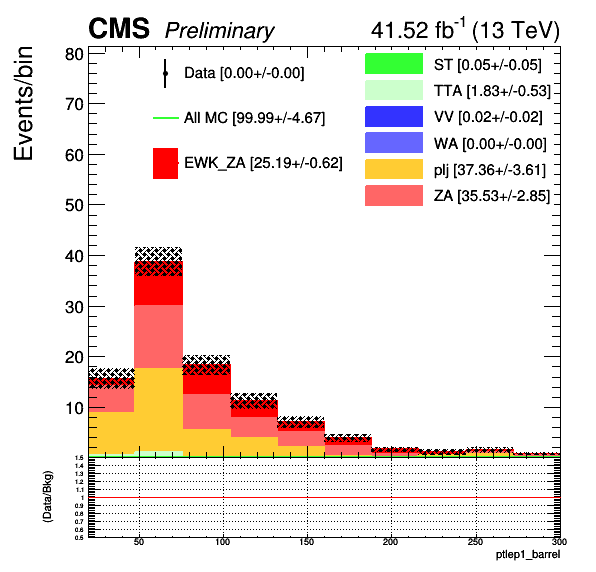 CMS Preliminary 41.52 fb-1 (13 TeV)
Events/bin
80
70
60
50
40
30
20
10
Data [0.00+/-0.00]
All MC [99.99+/-4.67]
EWK_ZA [25.19+/-0.62]
ST [0.05+/-0.05]
TTA [1.83+/-0.53]
VV [0.02+/-0.02]
WA [0.00+/-0.00]
plj [37.36+/-3.61]
ZA [35.53+/-2.85]
(Data/Bkg)
1.5
1.4
1.3
1.2
1.1
1
0.9
0.8
0.7
0.6
0.5
50 100 150 200 250 300
ptlep1_barrel